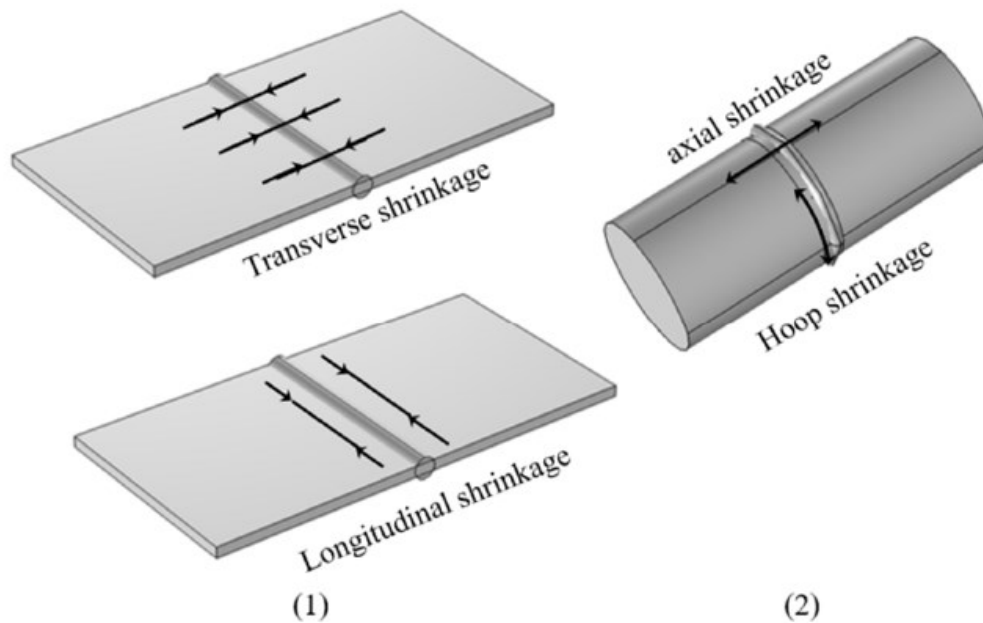 Transverse shrinkage
Longitudinal shrinkage
(1)
axial shrinkage
Hoop shrinkage
(2)